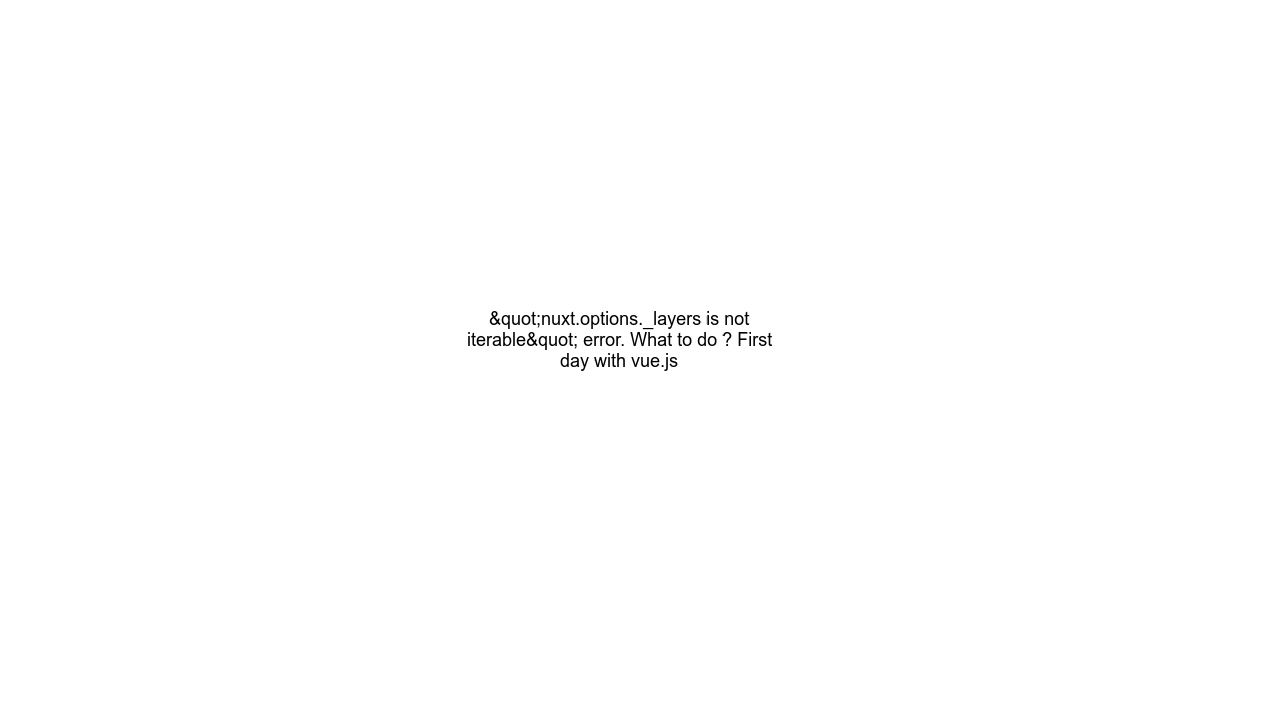 &quot;nuxt.options._layers is not
iterable&quot; error. What to do ? First
day with vue.js